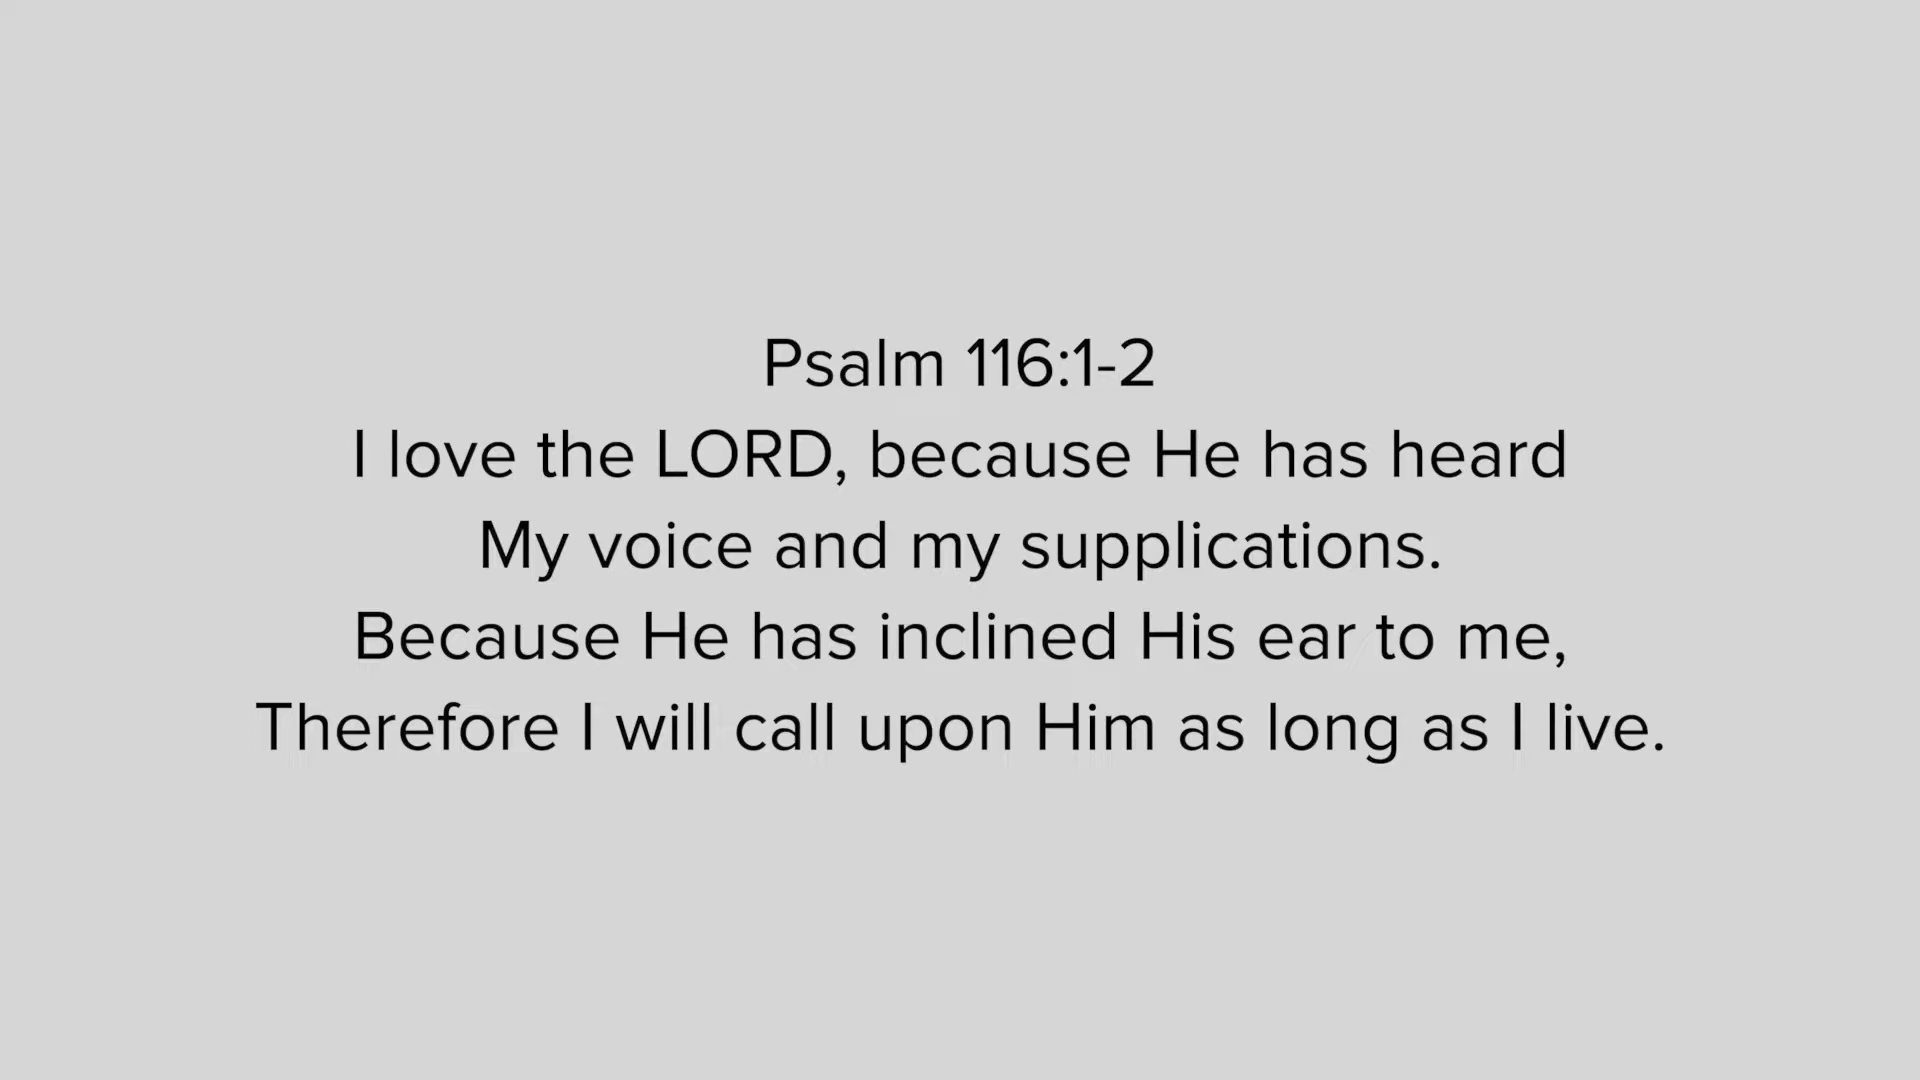 Psalm 116:1-2
I love the LORD, because He has heard
My voice and my supplications.
Because He has inclined His ear to me,
Therefore I will call upon Him as long as I live.